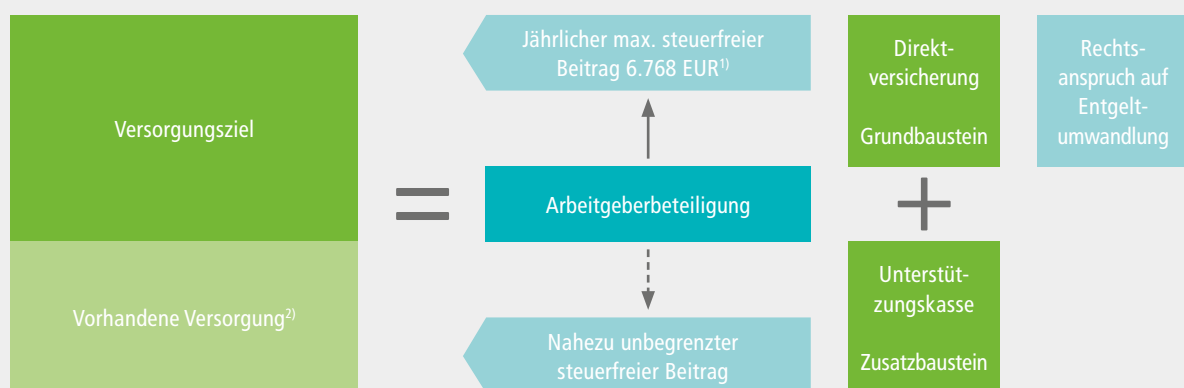 Versorgungsziel
Vorhandene Versorgung2)
=
Jährlicher max. steuerfreier
Beitrag 6.768 EUR1)
Arbeitgeberbeteiligung
Nahezu unbegrenzter
steuerfreier Beitrag
Direkt-
versicherung
Grundbaustein
+
Unterstüt-
zungskasse
Zusatzbaustein
Rechts-
anspruch auf
Entgelt-
umwandlung